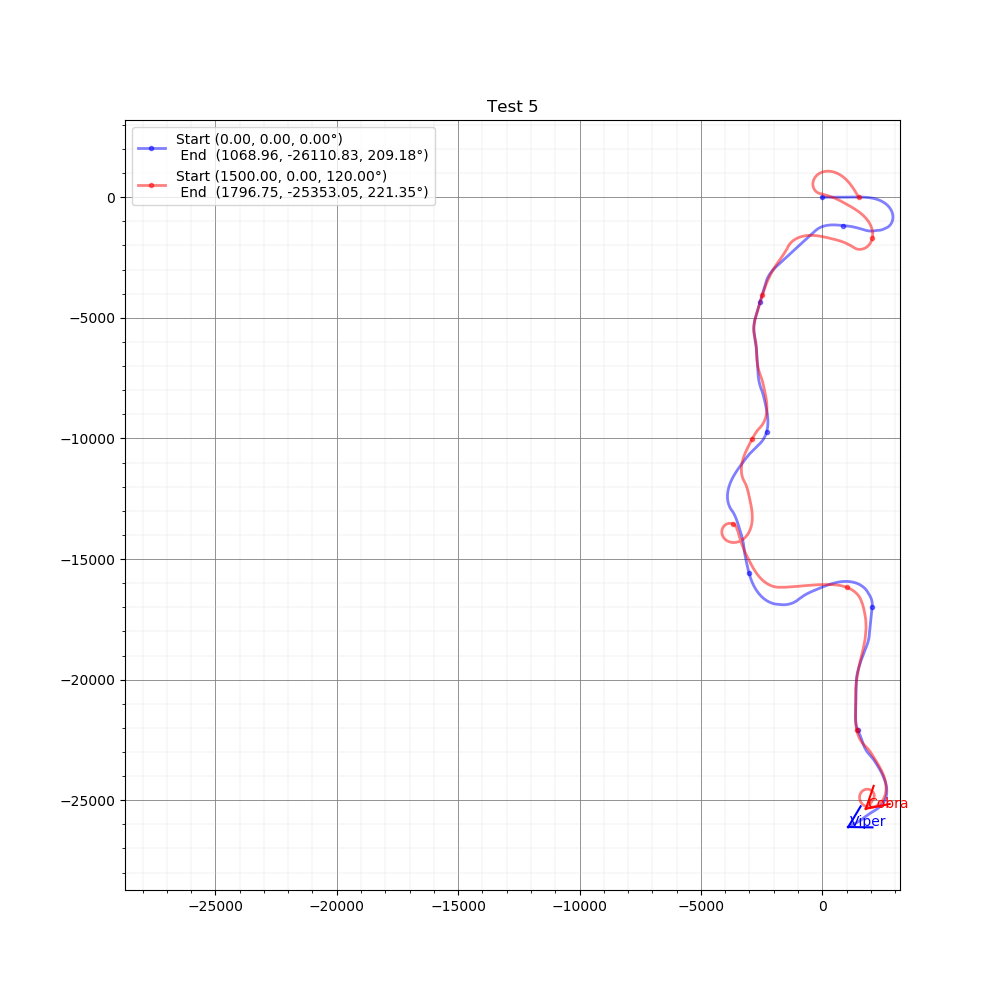 Test 5
Start (0.00, 0.00, 0.00°)
End (1068.96, -26110.83, 209.18°)
Start (1500.00, 0.00, 120.00°)
End (1796.75, -25353.05, 221.35°)
0
−5000
−10000
−15000
−20000
−25000
Cobra
Viper
−25000 −20000 −15000 −10000 −5000 0